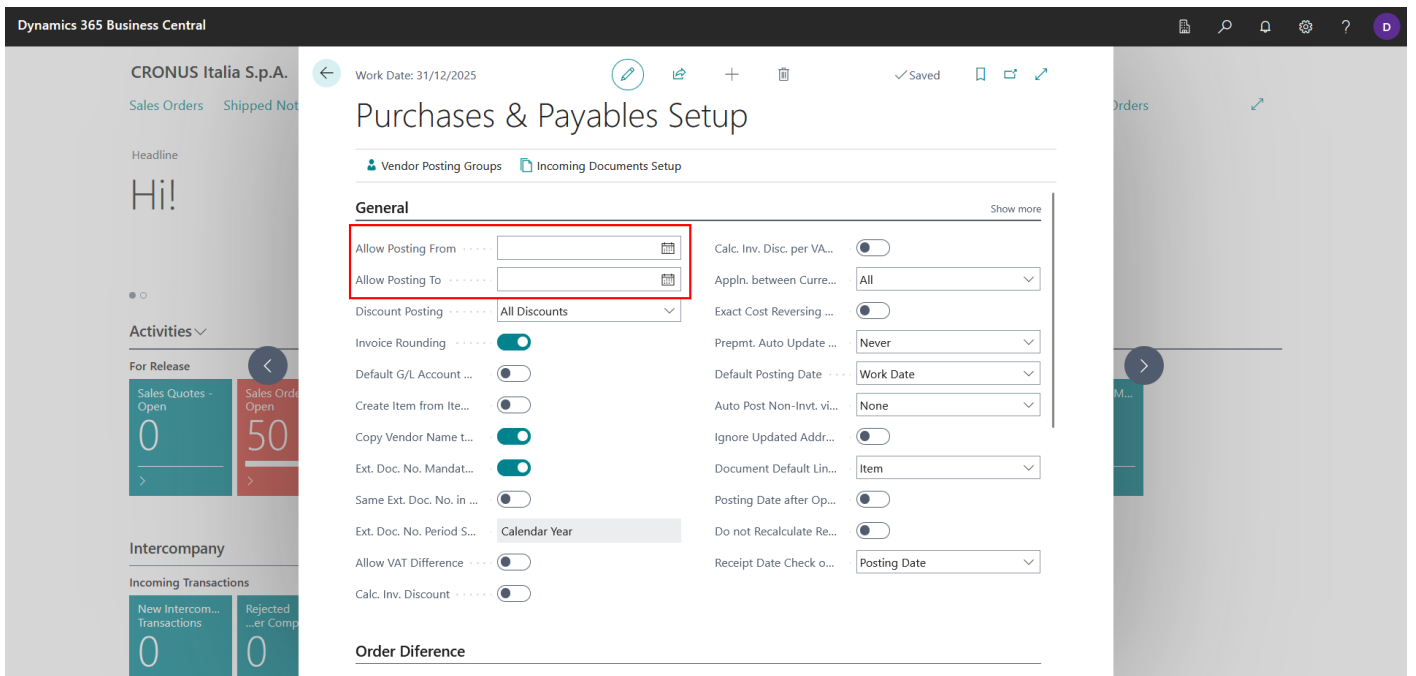 Dynamics 365 Business Central
D
CRONUS Italia S.p.A.
Sales Orders Shipped Not
Orders
Headline
Hi!
Activities
For Release
Sales Quotes -
Open
0
Sales Orde
Open
50
M...
Intercompany
Incoming Transactions
New Intercom...
Transactions
0
Rejected
...er Comp
0
Work Date: 31/12/2025
Saved
Purchases & Payables Setup
Vendor Posting Groups Incoming Documents Setup
General Show more
Allow Posting From
Allow Posting To
Discount Posting All Discounts
Invoice Rounding
Default G/L Account ...
Create Item from Ite...
Copy Vendor Name t...
Ext. Doc. No. Mandat...
Same Ext. Doc. No. in ...
Ext. Doc. No. Period S... Calendar Year
Allow VAT Difference
Calc. Inv. Discount
Calc. Inv. Disc. per VA...
Appln. between Curre... All
Exact Cost Reversing ...
Prepmt. Auto Update ... Never
Default Posting Date Work Date
Auto Post Non-Invt. vi... None
Ignore Updated Addr...
Document Default Lin... Item
Posting Date after Op...
Do not Recalculate Re...
Receipt Date Check o... Posting Date
Order Diference